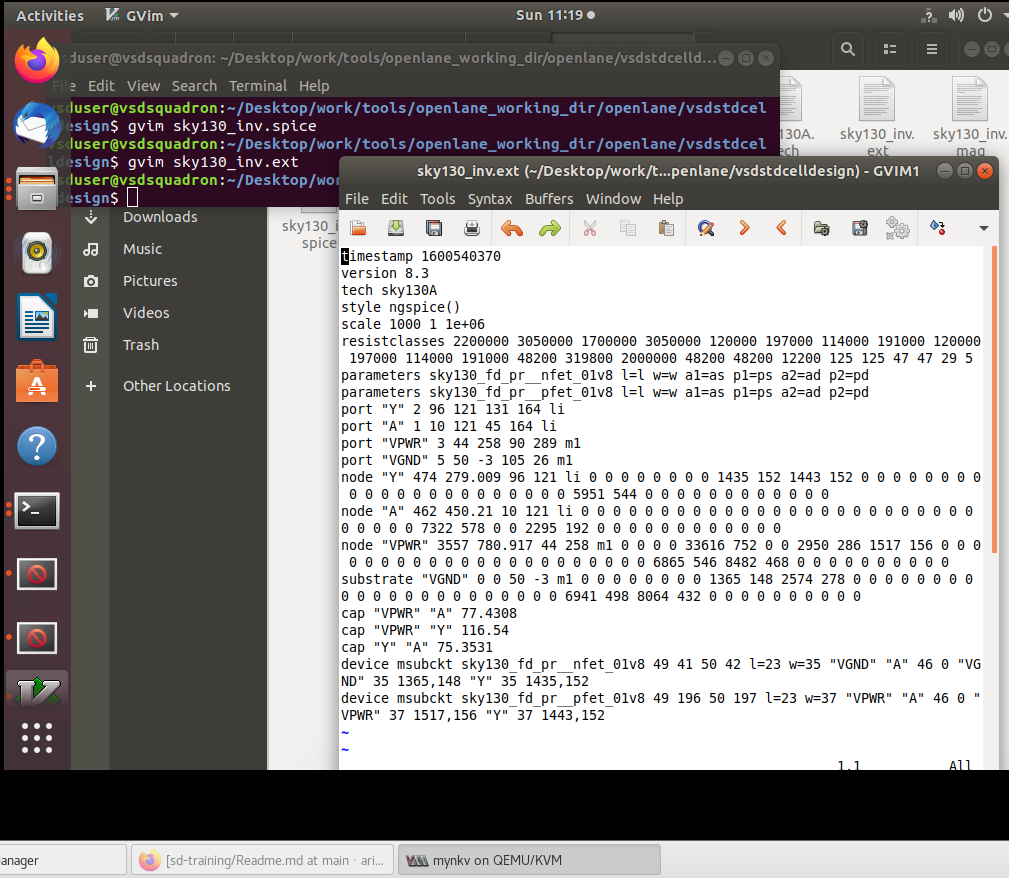 Activities
GVim
Sun 11:19
sduser@vsdsquadron: ~/Desktop/work/tools/openlane_working_dir/openlane/vsdstdcelld...
File Edit View Search Terminal Help
sduser@vsdsquadron:~/Desktop/work/tools/openlane_working_dir/openlane/vsdstdcel
ldesign$ gvim sky130_inv.spice
sduser@vsdsquadron:~/Desktop/work/tools/openlane_working_dir/openlane/vsdstdcel
ldesign$ gvim sky130_inv.ext
sduser@vsdsquadron:~/Desktop/wor
design$
130A.
ech
sky130_inv.
ext
sky130_inv.
mag
sky130_i
spice
Downloads
Music
Pictures
Videos
Trash
Other Locations
sky130_inv.ext (~/Desktop/work/t...penlane/vsdstdcelldesign) - GVIM1
File Edit Tools Syntax Buffers Window Help
timestamp 1600540370
version 8.3
tech sky130A
style ngspice()
scale 1000 1 1e+06
resistclasses 2200000 3050000 1700000 3050000 120000 197000 114000 191000 120000
197000 114000 191000 48200 319800 2000000 48200 48200 12200 125 125 47 47 29 5
parameters sky130_fd_pr__nfet_01v8 l=l w=w a1=as p1=ps a2=ad p2=pd
parameters sky130_fd_pr__pfet_01v8 l=l w=w a1=as p1=ps a2=ad p2=pd
port "Y" 2 96 121 131 164 li
port "A" 1 10 121 45 164 li
port "VPWR" 3 44 258 90 289 m1
port "VGND" 5 50 -3 105 26 m1
node "Y" 474 279.009 96 121 li 0 0 0 0 0 0 0 0 1435 152 1443 152 0 0 0 0 0 0 0 0
0 0 0 0 0 0 0 0 0 0 0 0 0 0 5951 544 0 0 0 0 0 0 0 0 0 0 0 0
node "A" 462 450.21 10 121 li 0 0 0 0 0 0 0 0 0 0 0 0 0 0 0 0 0 0 0 0 0 0 0 0 0
0 0 0 0 0 7322 578 0 0 2295 192 0 0 0 0 0 0 0 0 0 0 0 0
node "VPWR" 3557 780.917 44 258 m1 0 0 0 0 33616 752 0 0 2950 286 1517 156 0 0 0
0 0 0 0 0 0 0 0 0 0 0 0 0 0 0 0 0 0 0 6865 546 8482 468 0 0 0 0 0 0 0 0 0 0
substrate "VGND" 0 0 50 -3 m1 0 0 0 0 0 0 0 0 1365 148 2574 278 0 0 0 0 0 0 0 0
0 0 0 0 0 0 0 0 0 0 0 0 0 0 6941 498 8064 432 0 0 0 0 0 0 0 0 0 0
cap "VPWR" "A" 77.4308
cap "VPWR" "Y" 116.54
cap "Y" "A" 75.3531
device msubckt sky130_fd_pr__nfet_01v8 49 41 50 42 l=23 w=35 "VGND" "A" 46 0 "VG
ND" 35 1365,148 "Y" 35 1435,152
device msubckt sky130_fd_pr__pfet_01v8 49 196 50 197 l=23 w=37 "VPWR" "A" 46 0 "
VPWR" 37 1517,156 "Y" 37 1443,152
~
~
1,1 All
anager
[sd-training/Readme.md at main · ari...
mynkv on QEMU/KVM